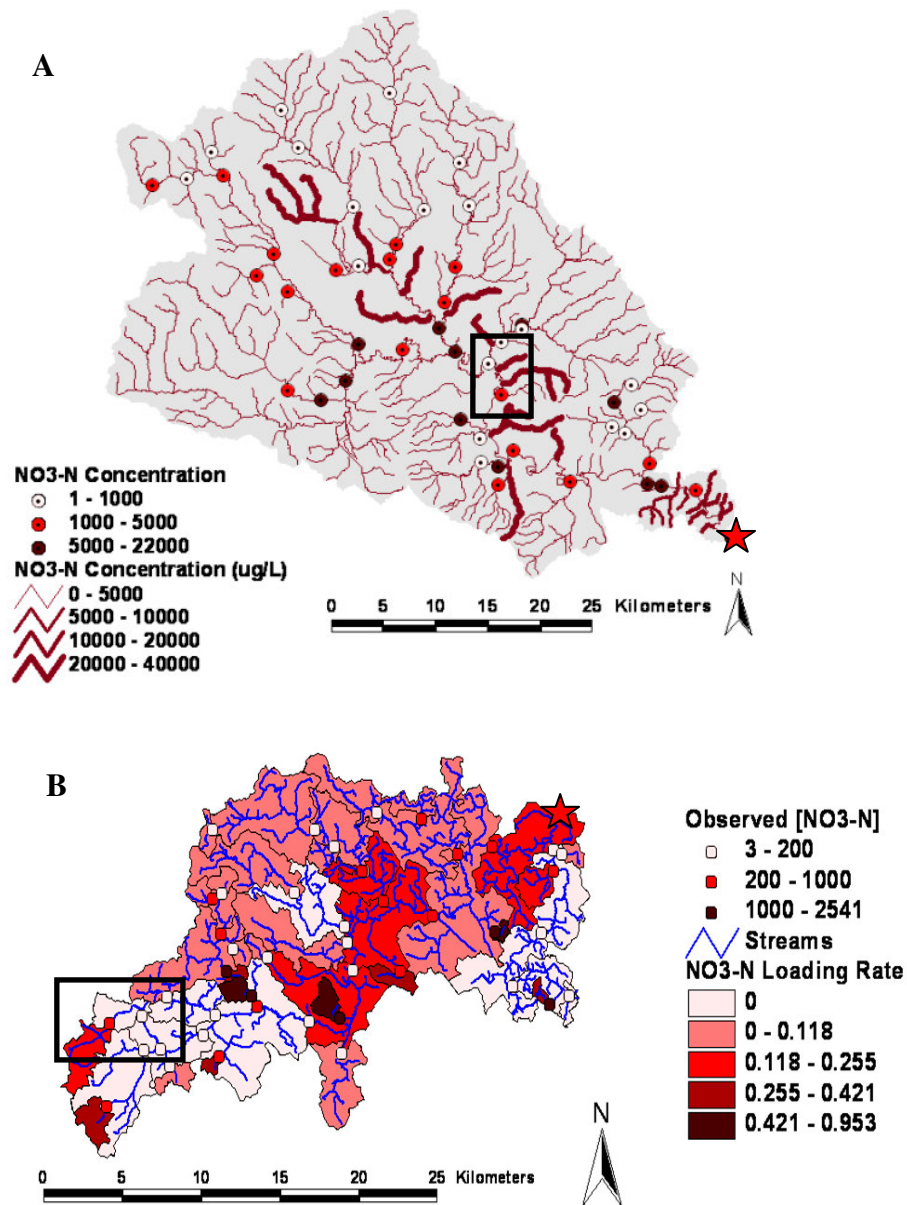 A
NO3-N Concentration
1 - 1000
1000 - 5000
5000 - 22000
NO3-N Concentration (ug/L)
0 - 5000
5000 - 10000
10000 - 20000
20000 - 40000
0 5 10 15 20 25 Kilometers
N
B
Observed [NO3-N]
3 - 200
200 - 1000
1000 - 2541
Streams
NO3-N Loading Rate
0
0 - 0.118
0.118 - 0.255
0.255 - 0.421
0.421 - 0.953
0 5 10 15 20 25 Kilometers
N